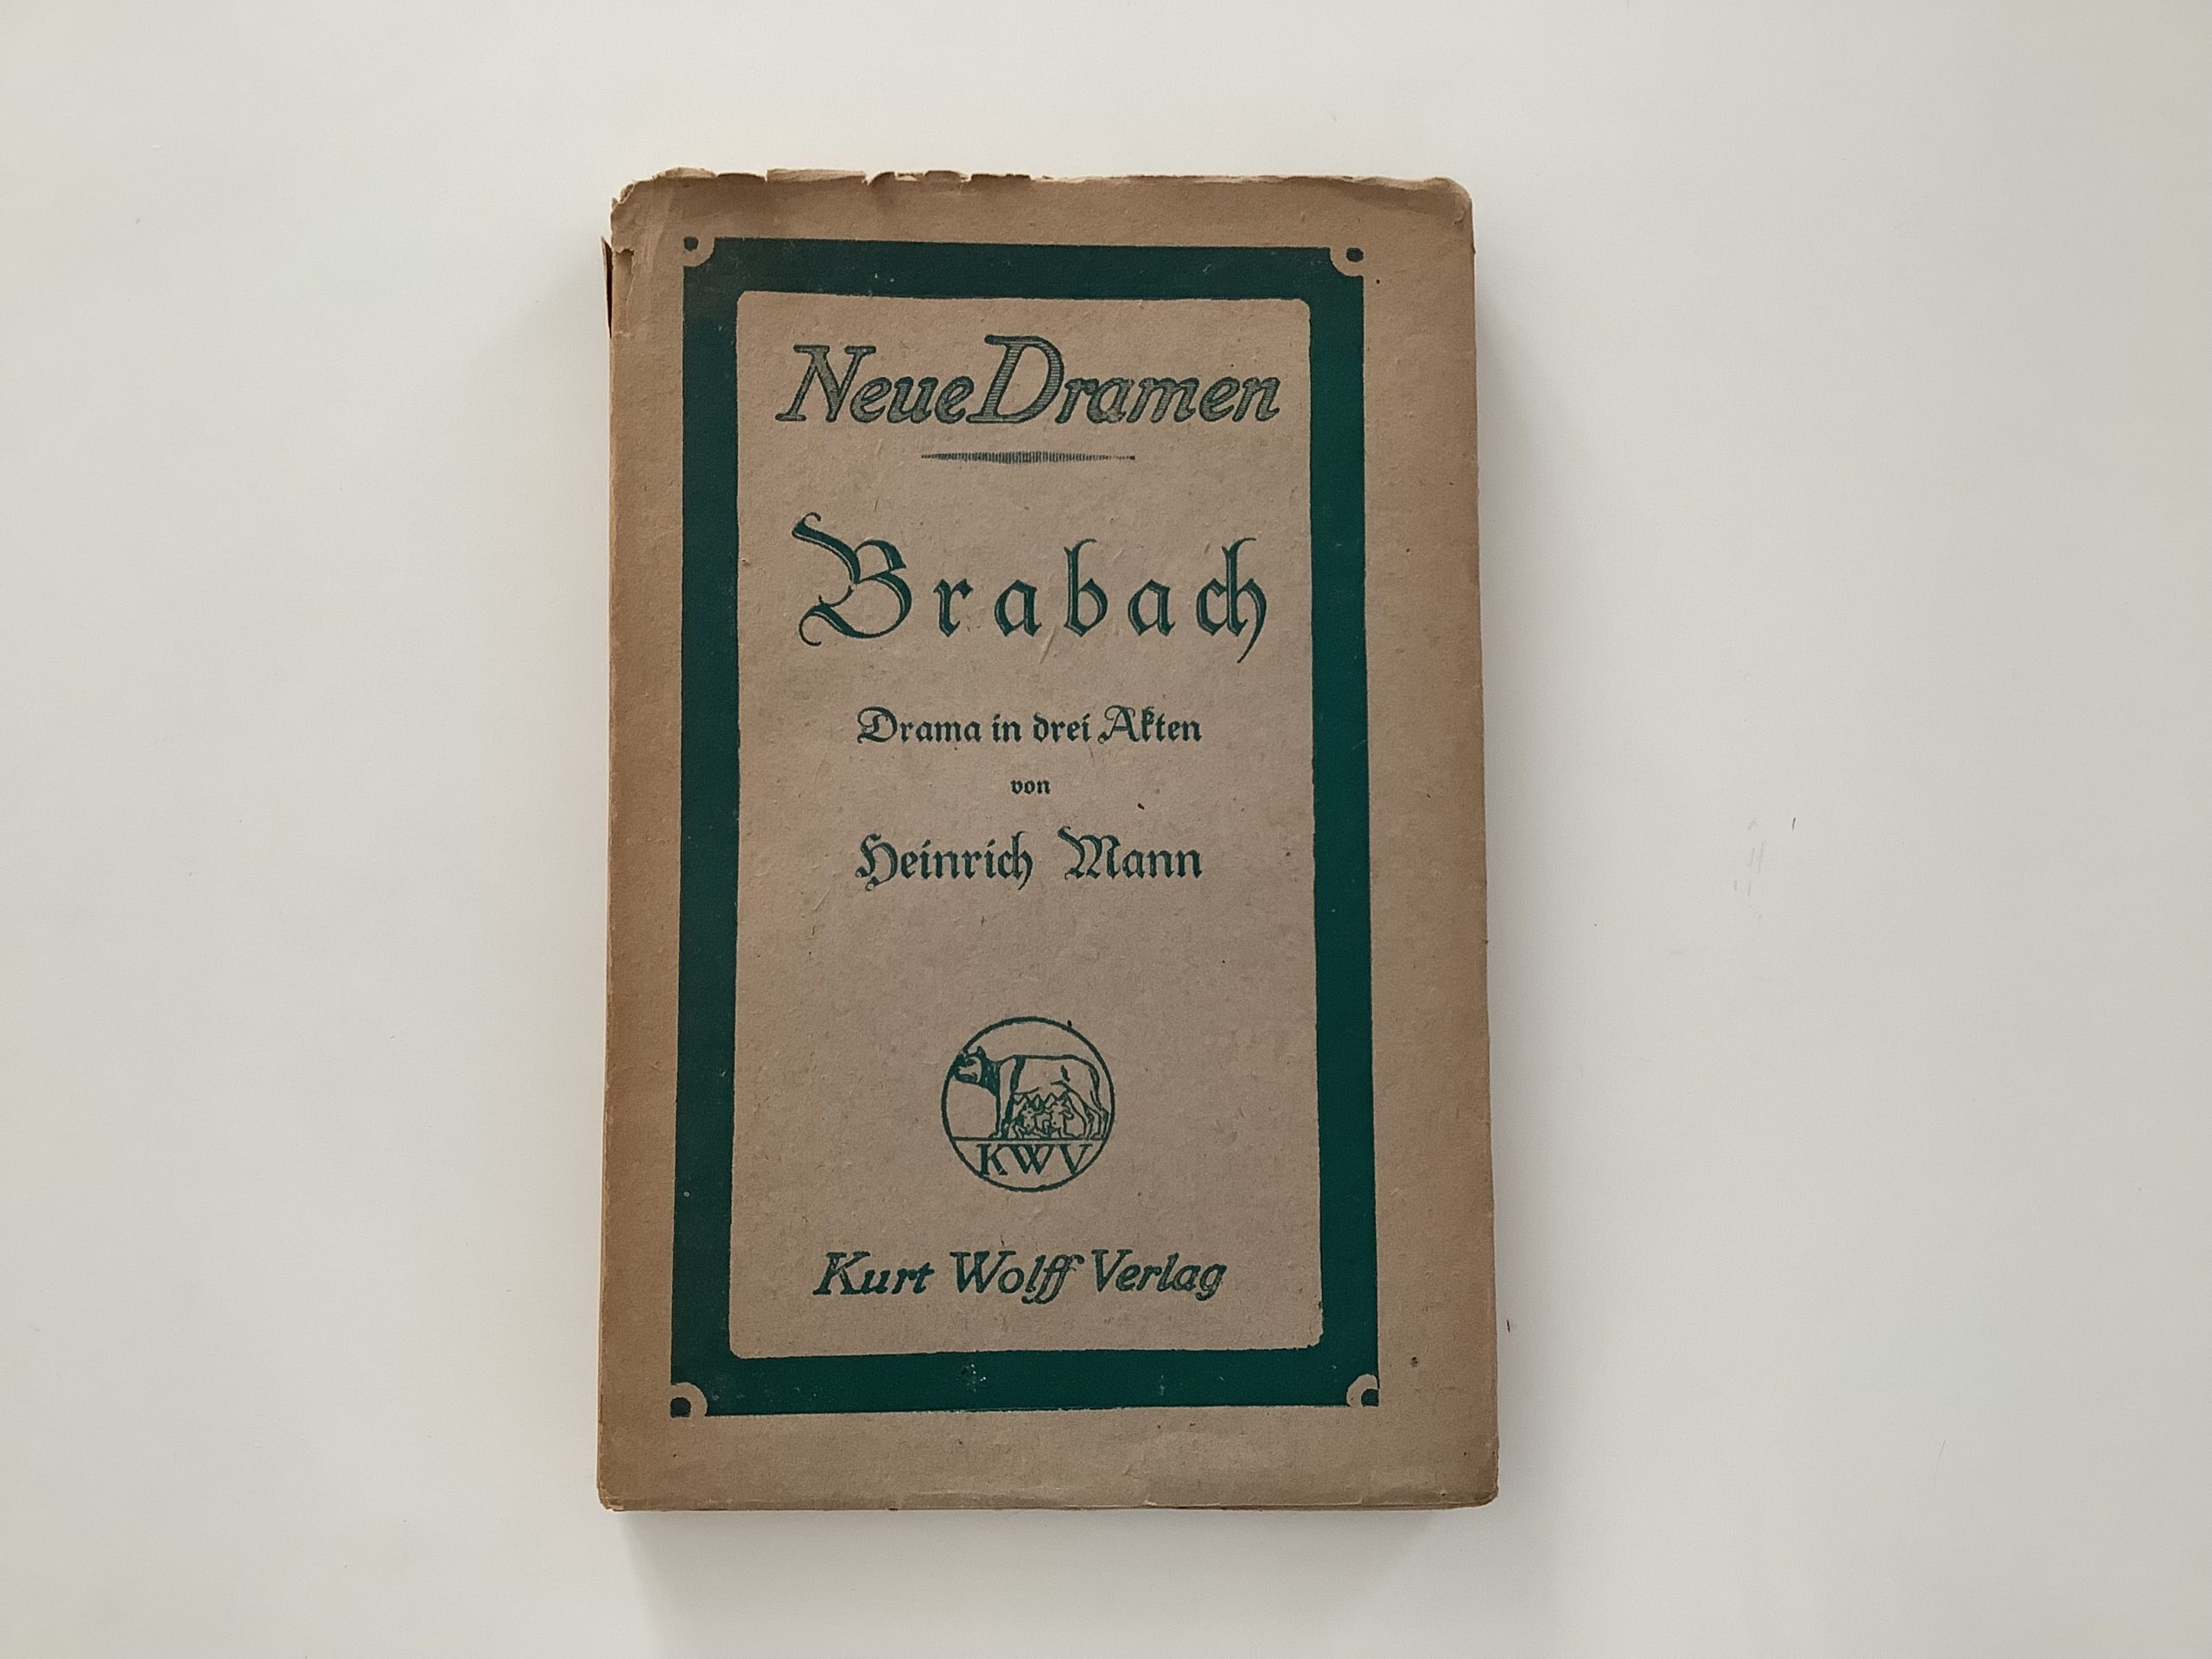 Neue Dramen
Brabach
Drama in drei Akten
von
Heinrich Mann
KWV
Kurt Wolff Verlag